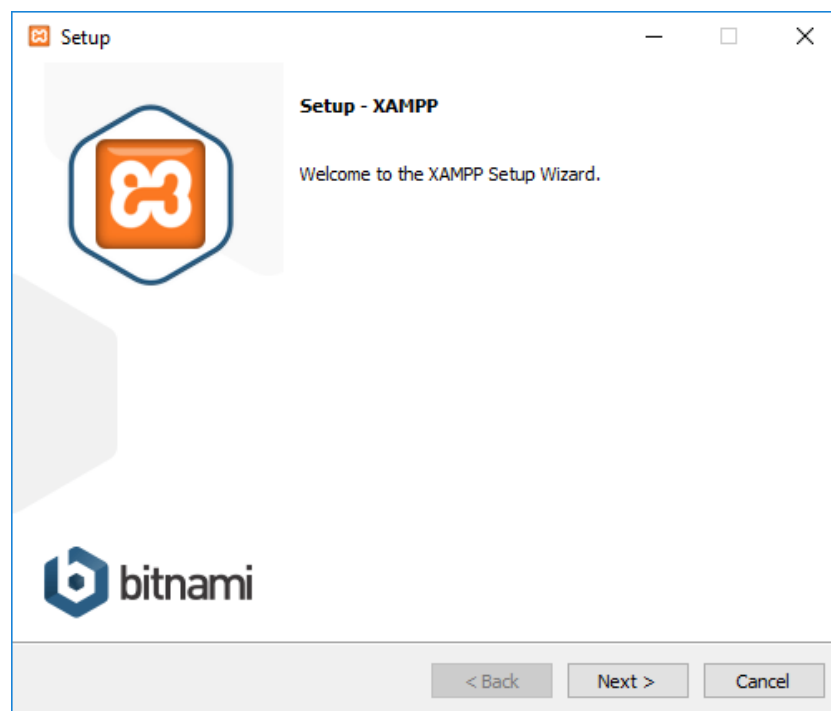 Setup
Setup - XAMPP
Welcome to the XAMPP Setup Wizard.
bitnami
< Back
Next >
Cancel